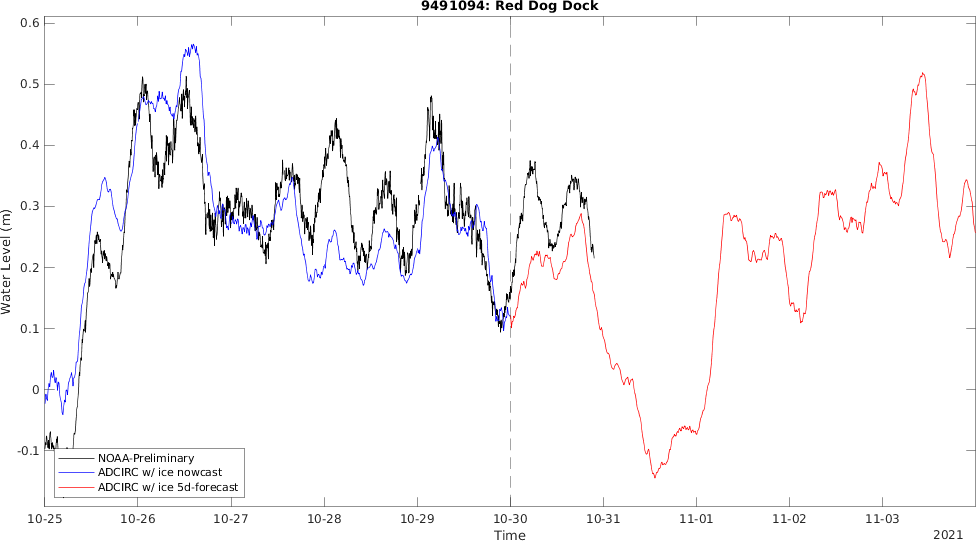 9491094: Red Dog Dock
Water Level (m)
0.6
0.5
0.4
0.3
0.2
0.1
0
-0.1
NOAA-Preliminary
ADCIRC w/ ice nowcast
ADCIRC w/ ice 5d-forecast
10-25 10-26 10-27 10-28 10-29 10-30 10-31 11-01 11-02 11-03
Time
2021